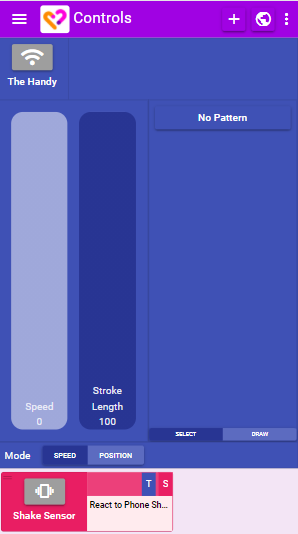 Controls
The Handy
No Pattern
Speed
0
Stroke
Length
100
SELECT
DRAW
Mode
SPEED
POSITION
T
S
React to Phone Sh...
Shake Sensor